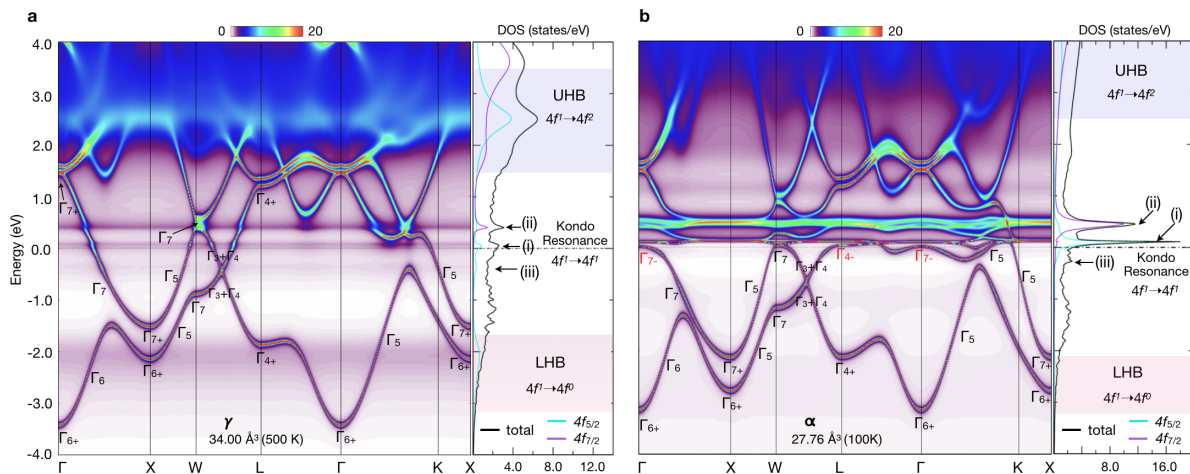 a
0
20
DOS (states/eV)
4.0
3.0
2.0
1.0
0.0
-1.0
-2.0
-3.0
-4.0
Energy (eV)
Γ7+
Γ7
Γ3+Γ4
Γ5
Γ7
Γ7
Γ5
Γ7+
Γ6+
Γ6
Γ6+
Γ4+
Γ4+
Γ5
Γ5
Γ7+
Γ6+
Γ6+
γ
34.00 Å³ (500 K)
Γ
X
W
L
Γ
K
X
UHB
4f¹→4f²
(ii)
Kondo
Resonance
(i)
4f¹→4f¹
(iii)
LHB
4f¹→4f⁰
4f5/2
total
4f7/2
4.0
8.0
12.0
b
0
20
DOS (states/eV)
Γ7-
Γ7
Γ3+Γ4
Γ4-
Γ7-
Γ5
Γ7
Γ3+Γ4
Γ5
Γ5
Γ7
Γ6
Γ5
Γ7+
Γ6+
Γ6+
Γ4+
Γ6+
Γ7+
Γ6+
α
27.76 Å³ (100K)
Γ
X
W
L
Γ
K
X
UHB
4f¹→4f²
(ii)
(i)
(iii)
Kondo
Resonance
4f¹→4f¹
LHB
4f¹→4f⁰
4f5/2
total
4f7/2
8.0
16.0